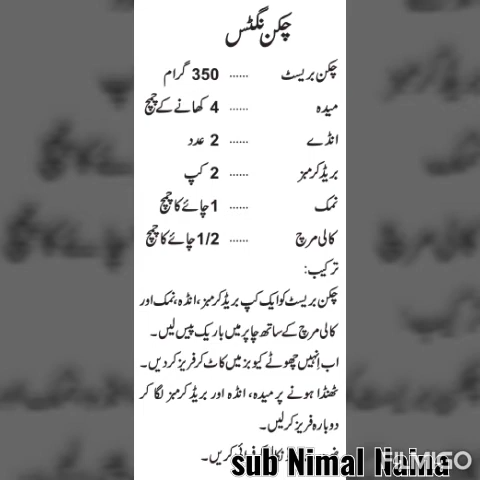 چکن نگٹس
چکن بریسٹ ...... 350 گرام
میدہ ...... 4 کھانے کے چمچ
انڈے ...... 2 عدد
بریڈ کرمبز ...... 2 کپ
نمک ...... 1 چائے کا چمچ
کالی مرچ ...... 1/2 چائے کا چمچ
ترکیب:
چکن بریسٹ کو ایک کپ بریڈ کرمبز، انڈہ، نمک اور
کالی مرچ کے ساتھ چاپر میں باریک پیس لیں۔
اب انہیں چھوٹے کیوبز میں کاٹ کر فریز کر دیں۔
ٹھنڈا ہونے پر میدہ، انڈہ اور بریڈ کرمبز لگا کر
دوبارہ فریز کر لیں۔
فرائی کریں۔
sub Nimal Naina
FILMIGO